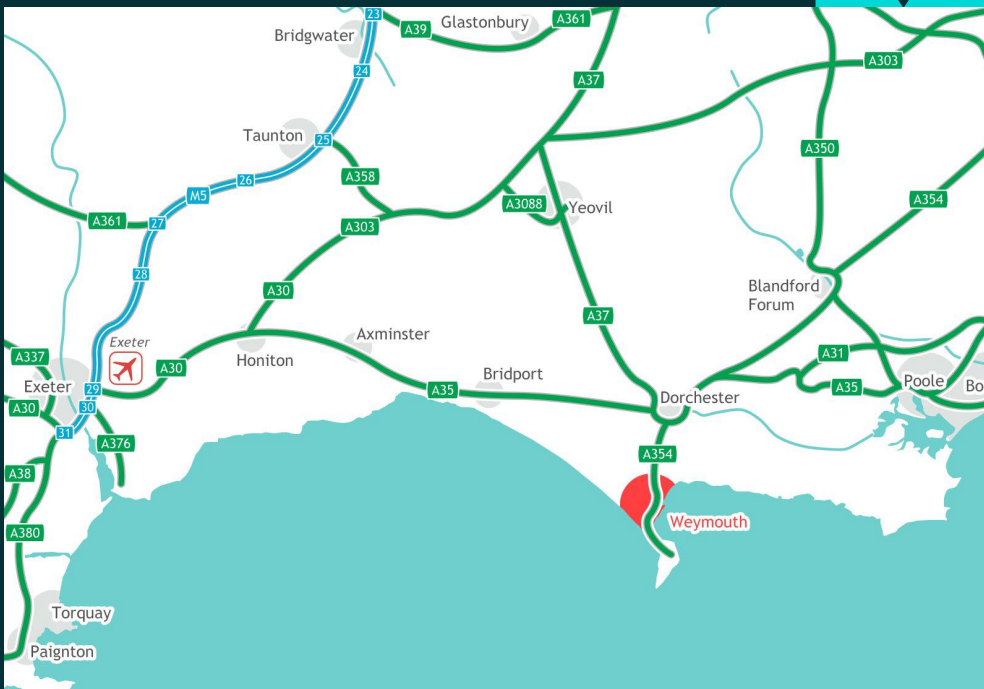 23
A39
Glastonbury
A361
Bridgwater
24
A37
A303
Taunton
25
A350
A358
26
M5
A3088
Yeovil
A354
A361
27
A303
28
A30
Blandford
Forum
A37
Exeter
Axminster
A337
Honiton
A30
A31
Exeter
29
Bridport
A35
A35
Poole
Bo
A30
30
Dorchester
31
A376
A354
A38
Weymouth
A380
Torquay
Paignton